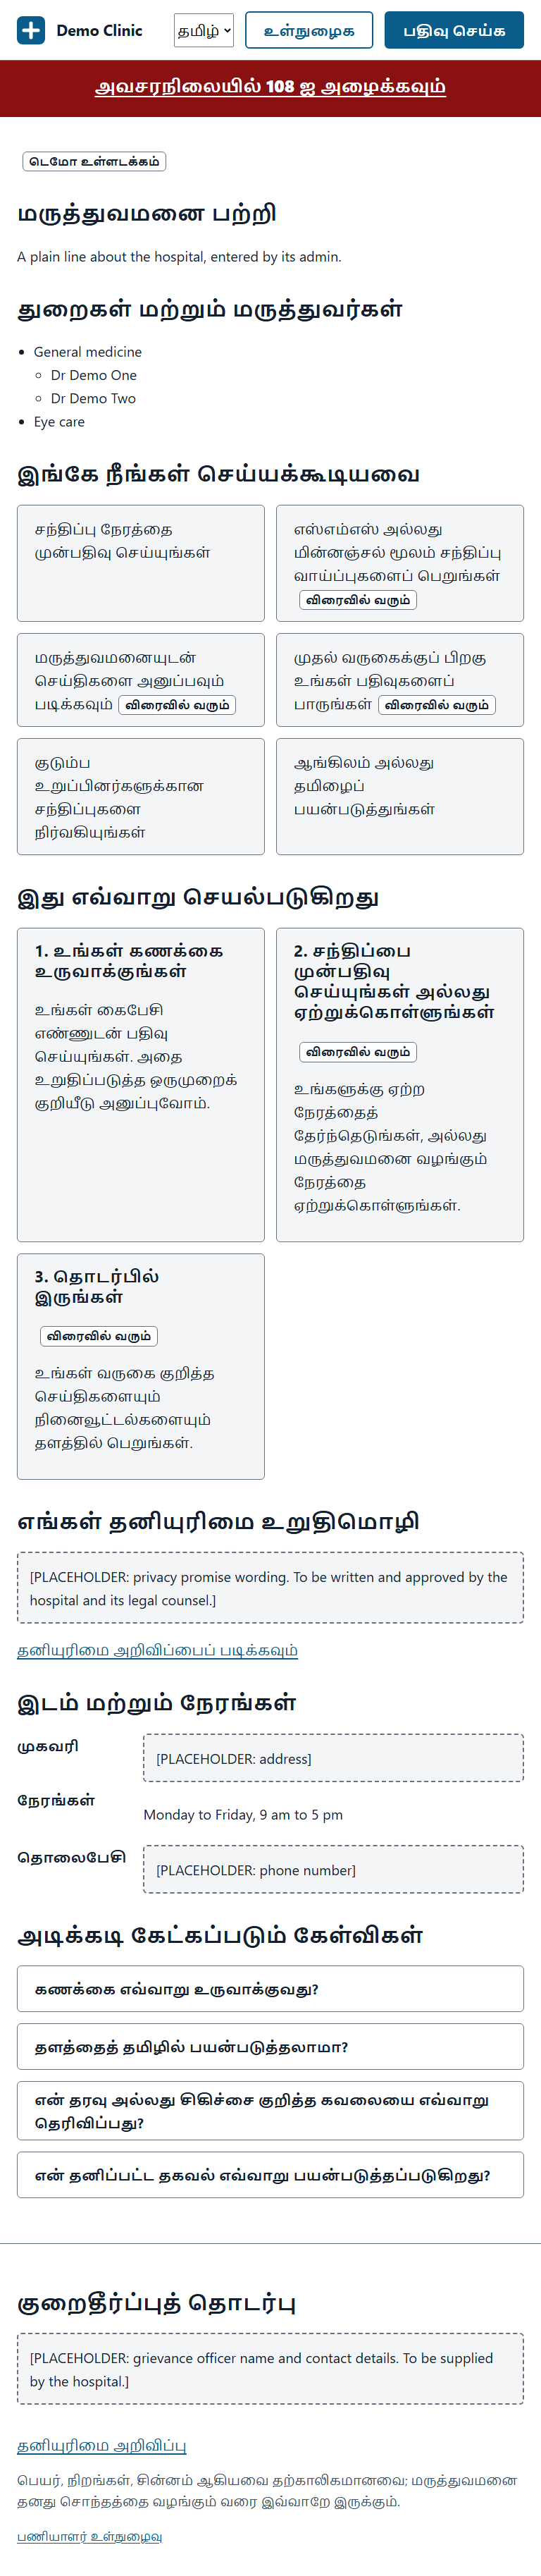 Demo Clinic
தமிழ்
உள்நுழைக
பதிவு செய்க
அவசரநிலையில் 108 ஐ அழைக்கவும்
டெமோ உள்ளடக்கம்
மருத்துவமனை பற்றி
A plain line about the hospital, entered by its admin.
துறைகள் மற்றும் மருத்துவர்கள்
General medicine
Dr Demo One
Dr Demo Two
Eye care
இங்கே நீங்கள் செய்யக்கூடியவை
சந்திப்பு நேரத்தை
முன்பதிவு செய்யுங்கள்
எஸ்எம்எஸ் அல்லது
மின்னஞ்சல் மூலம் சந்திப்பு
வாய்ப்புகளைப் பெறுங்கள்
விரைவில் வரும்
மருத்துவமனையுடன்
செய்திகளை அனுப்பவும்
படிக்கவும் விரைவில் வரும்
முதல் வருகைக்குப் பிறகு
உங்கள் பதிவுகளைப்
பாருங்கள் விரைவில் வரும்
குடும்ப
உறுப்பினர்களுக்கான
சந்திப்புகளை
நிர்வகியுங்கள்
ஆங்கிலம் அல்லது
தமிழைப்
பயன்படுத்துங்கள்
இது எவ்வாறு செயல்படுகிறது
1. உங்கள் கணக்கை
உருவாக்குங்கள்
உங்கள் கைபேசி
எண்ணுடன் பதிவு
செய்யுங்கள். அதை
உறுதிப்படுத்த ஒருமுறைக்
குறியீடு அனுப்புவோம்.
2. சந்திப்பை
முன்பதிவு
செய்யுங்கள் அல்லது
ஏற்றுக்கொள்ளுங்கள்
விரைவில் வரும்
உங்களுக்கு ஏற்ற
நேரத்தைத்
தேர்ந்தெடுங்கள், அல்லது
மருத்துவமனை வழங்கும்
நேரத்தை
ஏற்றுக்கொள்ளுங்கள்.
3. தொடர்பில்
இருங்கள்
விரைவில் வரும்
உங்கள் வருகை குறித்த
செய்திகளையும்
நினைவூட்டல்களையும்
தளத்தில் பெறுங்கள்.
எங்கள் தனியுரிமை உறுதிமொழி
[PLACEHOLDER: privacy promise wording. To be written and approved by the
hospital and its legal counsel.]
தனியுரிமை அறிவிப்பைப் படிக்கவும்
இடம் மற்றும் நேரங்கள்
முகவரி
[PLACEHOLDER: address]
நேரங்கள்
Monday to Friday, 9 am to 5 pm
தொலைபேசி
[PLACEHOLDER: phone number]
அடிக்கடி கேட்கப்படும் கேள்விகள்
கணக்கை எவ்வாறு உருவாக்குவது?
தளத்தைத் தமிழில் பயன்படுத்தலாமா?
என் தரவு அல்லது சிகிச்சை குறித்த கவலையை எவ்வாறு
தெரிவிப்பது?
என் தனிப்பட்ட தகவல் எவ்வாறு பயன்படுத்தப்படுகிறது?
குறைதீர்ப்புத் தொடர்பு
[PLACEHOLDER: grievance officer name and contact details. To be supplied
by the hospital.]
தனியுரிமை அறிவிப்பு
பெயர், நிறங்கள், சின்னம் ஆகியவை தற்காலிகமானவை; மருத்துவமனை
தனது சொந்தத்தை வழங்கும் வரை இவ்வாறே இருக்கும்.
பணியாளர் உள்நுழைவு